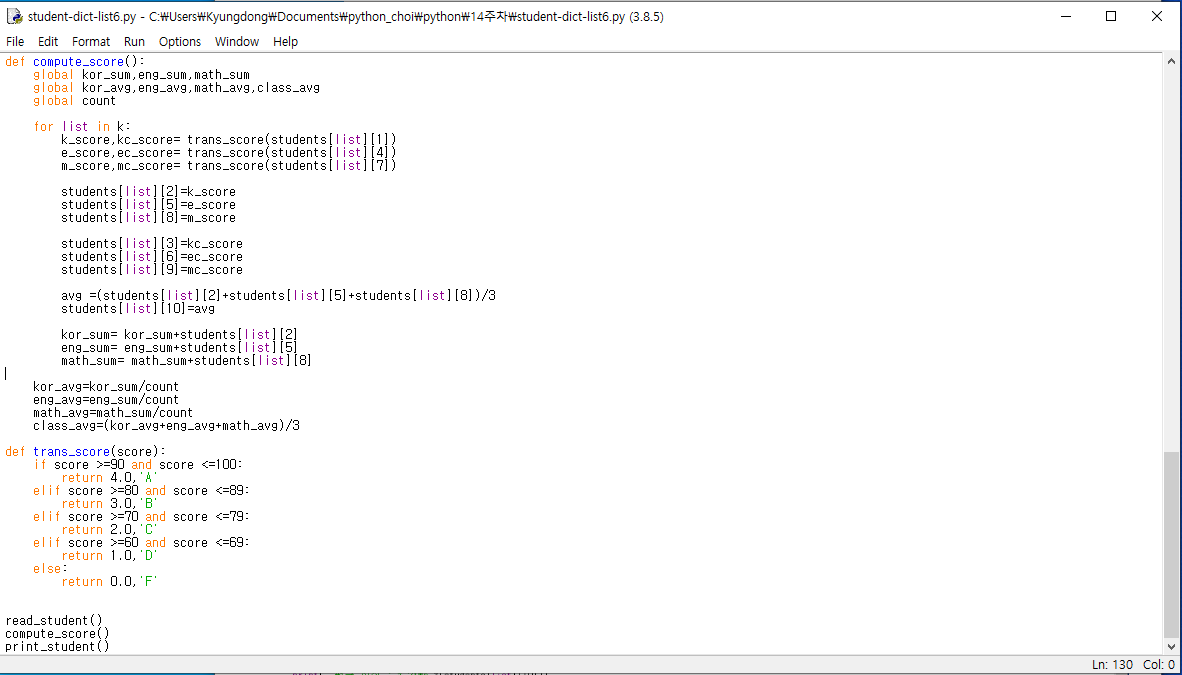 student-dict-list6.py - C:₩Users₩Kyungdong₩Documents₩python_choi₩python₩14주차₩student-dict-list6.py (3.8.5)
File Edit Format Run Options Window Help
def compute_score():
    global kor_sum,eng_sum,math_sum
    global kor_avg,eng_avg,math_avg,class_avg
    global count
    for list in k:
        k_score,kc_score= trans_score(students[list][1])
        e_score,ec_score= trans_score(students[list][4])
        m_score,mc_score= trans_score(students[list][7])
        students[list][2]=k_score
        students[list][5]=e_score
        students[list][8]=m_score
        students[list][3]=kc_score
        students[list][6]=ec_score
        students[list][9]=mc_score
        avg =(students[list][2]+students[list][5]+students[list][8])/3
        students[list][10]=avg
        kor_sum= kor_sum+students[list][2]
        eng_sum= eng_sum+students[list][5]
        math_sum= math_sum+students[list][8]
    kor_avg=kor_sum/count
    eng_avg=eng_sum/count
    math_avg=math_sum/count
    class_avg=(kor_avg+eng_avg+math_avg)/3
def trans_score(score):
    if score >=90 and score <=100:
        return 4.0,'A'
    elif score >=80 and score <=89:
        return 3.0,'B'
    elif score >=70 and score <=79:
        return 2.0,'C'
    elif score >=60 and score <=69:
        return 1.0,'D'
    else:
        return 0.0,'F'
read_student()
compute_score()
print_student()
Ln: 130 Col: 0